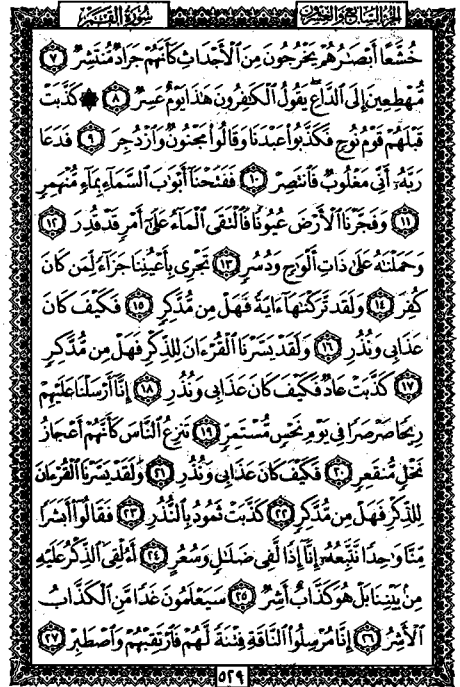 الجزء السابع والعشرون سورة القمر
خُشَّعًا أَبْصَٰرُهُمْ يَخْرُجُونَ مِنَ ٱلْأَجْدَاثِ كَأَنَّهُمْ جَرَادٌ مُّنتَشِرٌ ٧
مُّهْطِعِينَ إِلَى ٱلدَّاعِ يَقُولُ ٱلْكَٰفِرُونَ هَٰذَا يَوْمٌ عَسِرٌ ٨ ۞ كَذَّبَتْ
قَبْلَهُمْ قَوْمُ نُوحٍ فَكَذَّبُوا۟ عَبْدَنَا وَقَالُوا۟ مَجْنُونٌ وَٱزْدُجِرَ ٩ فَدَعَا
رَبَّهُۥٓ أَنِّى مَغْلُوبٌ فَٱنتَصِرْ ١٠ فَفَتَحْنَآ أَبْوَٰبَ ٱلسَّمَآءِ بِمَآءٍ مُّنْهَمِرٍ
١١ وَفَجَّرْنَا ٱلْأَرْضَ عُيُونًا فَٱلْتَقَى ٱلْمَآءُ عَلَىٰٓ أَمْرٍ قَدْ قُدِرَ ١٢
وَحَمَلْنَٰهُ عَلَىٰ ذَاتِ أَلْوَٰحٍ وَدُسُرٍ ١٣ تَجْرِى بِأَعْيُنِنَا جَزَآءً لِّمَن كَانَ
كُفِرَ ١٤ وَلَقَد تَّرَكْنَٰهَآ ءَايَةً فَهَلْ مِن مُّدَّكِرٍ ١٥ فَكَيْفَ كَانَ
عَذَابِى وَنُذُرِ ١٦ وَلَقَدْ يَسَّرْنَا ٱلْقُرْءَانَ لِلذِّكْرِ فَهَلْ مِن مُّدَّكِرٍ
١٧ كَذَّبَتْ عَادٌ فَكَيْفَ كَانَ عَذَابِى وَنُذُرِ ١٨ إِنَّآ أَرْسَلْنَا عَلَيْهِمْ
رِيحًا صَرْصَرًا فِى يَوْمِ نَحْسٍ مُّسْتَمِرٍّ ١٩ تَنزِعُ ٱلنَّاسَ كَأَنَّهُمْ أَعْجَازُ
نَخْلٍ مُّنقَعِرٍ ٢٠ فَكَيْفَ كَانَ عَذَابِى وَنُذُرِ ٢١ وَلَقَدْ يَسَّرْنَا ٱلْقُرْءَانَ
لِلذِّكْرِ فَهَلْ مِن مُّدَّكِرٍ ٢٢ كَذَّبَتْ ثَمُودُ بِٱلنُّذُرِ ٢٣ فَقَالُوٓا۟ أَبَشَرًا
مِّنَّا وَٰحِدًا نَّتَّبِعُهُۥٓ إِنَّآ إِذًا لَّفِى ضَلَٰلٍ وَسُعُرٍ ٢٤ أَءُلْقِىَ ٱلذِّكْرُ عَلَيْهِ
مِنۢ بَيْنِنَا بَلْ هُوَ كَذَّابٌ أَشِرٌ ٢٥ سَيَعْلَمُونَ غَدًا مَّنِ ٱلْكَذَّابُ
ٱلْأَشِرُ ٢٦ إِنَّا مُرْسِلُوا۟ ٱلنَّاقَةِ فِتْنَةً لَّهُمْ فَٱرْتَقِبْهُمْ وَٱصْطَبِرْ ٢٧
٥٢٩